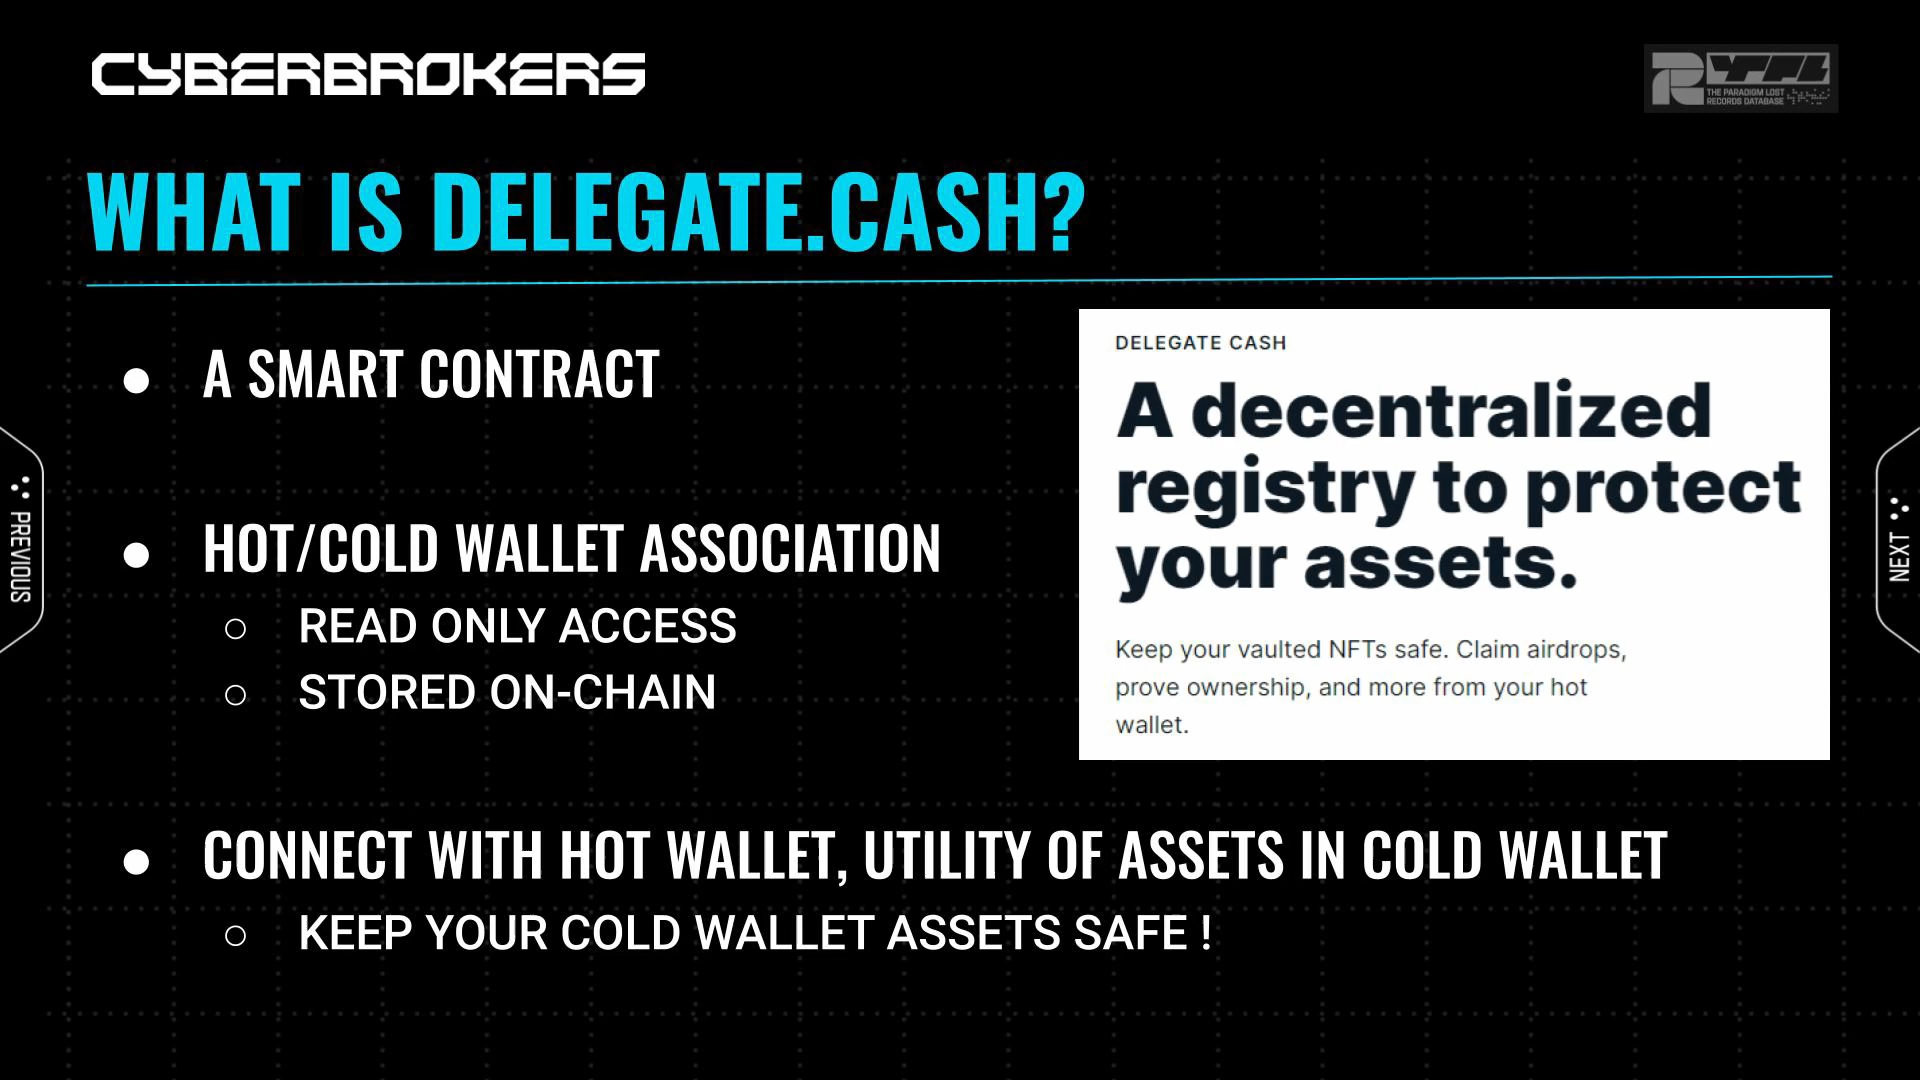 CYBERBROKERS
THE PARADIGM LOST
RECORDS DATABASE
WHAT IS DELEGATE.CASH?
● A SMART CONTRACT
● HOT/COLD WALLET ASSOCIATION
○ READ ONLY ACCESS
○ STORED ON-CHAIN
DELEGATE CASH
A decentralized
registry to protect
your assets.
Keep your vaulted NFTs safe. Claim airdrops,
prove ownership, and more from your hot
wallet.
● CONNECT WITH HOT WALLET, UTILITY OF ASSETS IN COLD WALLET
○ KEEP YOUR COLD WALLET ASSETS SAFE !
PREVIOUS
NEXT